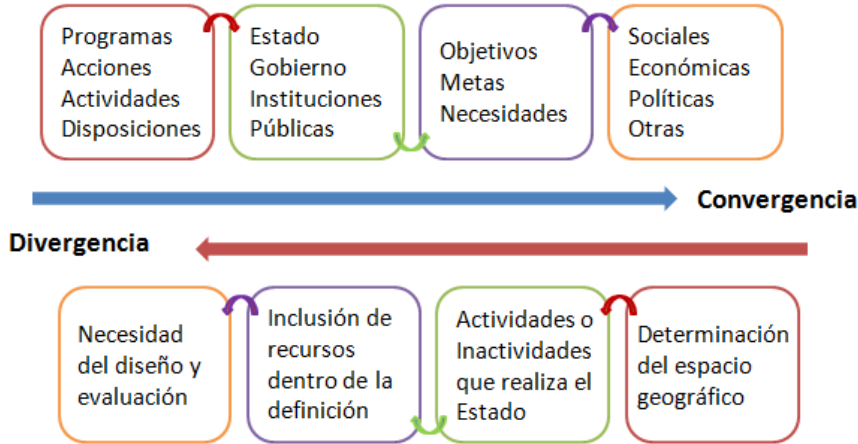 Programas
Acciones
Actividades
Disposiciones
Estado
Gobierno
Instituciones
Públicas
Objetivos
Metas
Necesidades
Sociales
Económicas
Políticas
Otras
Convergencia
Divergencia
Necesidad
del diseño y
evaluación
Inclusión de
recursos
dentro de la
definición
Actividades o
Inactividades
que realiza el
Estado
Determinación
del espacio
geográfico